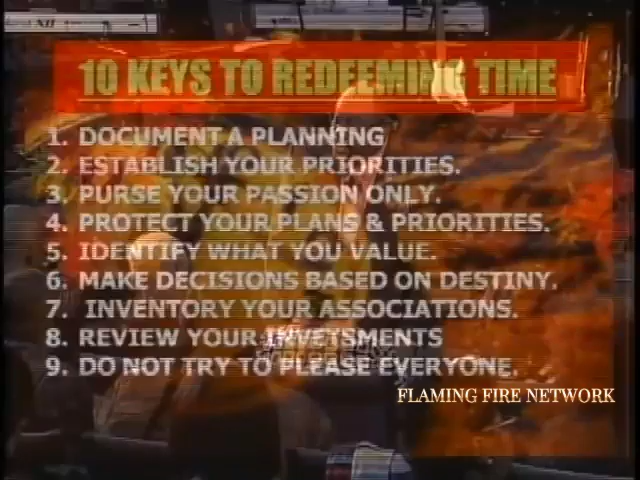 10 KEYS TO REDEEMING TIME
1. DOCUMENT A PLANNING
2. ESTABLISH YOUR PRIORITIES.
3. PURSE YOUR PASSION ONLY.
4. PROTECT YOUR PLANS & PRIORITIES.
5. IDENTIFY WHAT YOU VALUE.
6. MAKE DECISIONS BASED ON DESTINY.
7. INVENTORY YOUR ASSOCIATIONS.
8. REVIEW YOUR INVETSMENTS
9. DO NOT TRY TO PLEASE EVERYONE.
FLAMING FIRE NETWORK